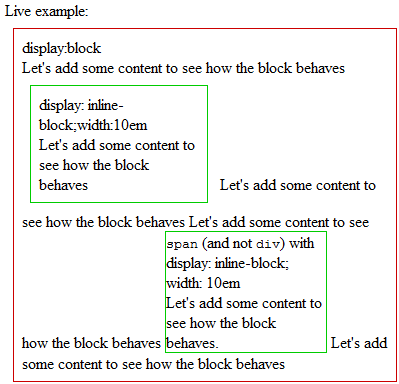 Live example:
display:block
Let's add some content to see how the block behaves
display: inline-
block;width:10em
Let's add some content to
see how the block
behaves
Let's add some content to
see how the block behaves Let's add some content to see
span (and not div) with
display: inline-block;
width: 10em
Let's add some content to
see how the block
behaves.
how the block behaves
Let's add
some content to see how the block behaves